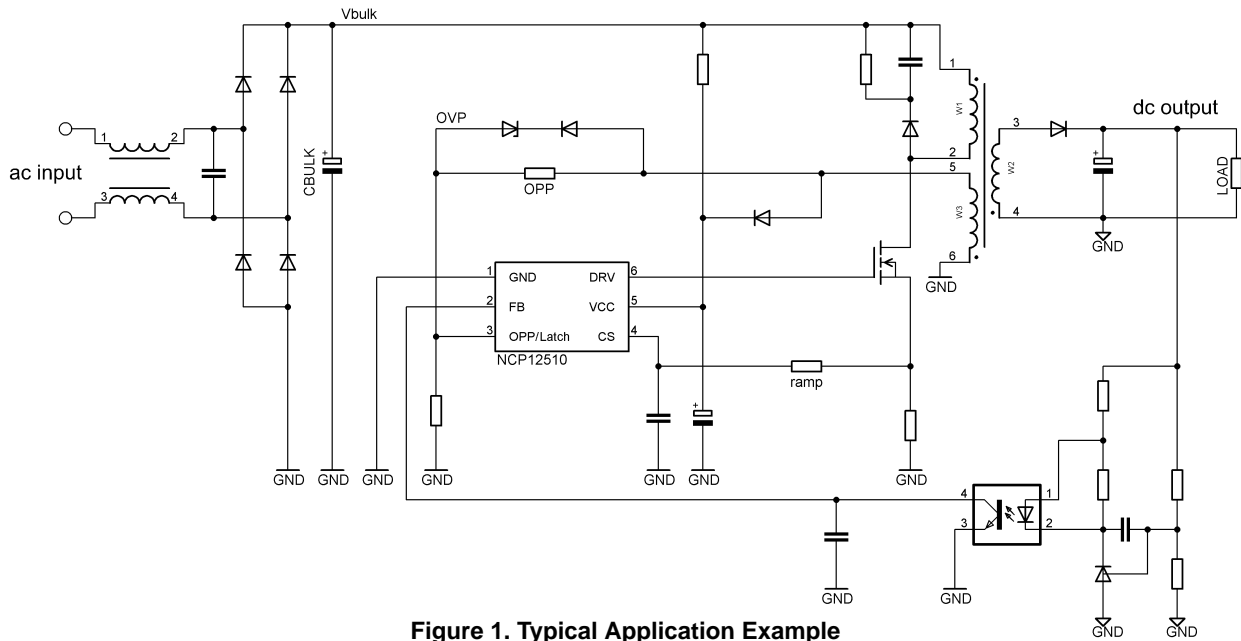 Vbulk
1
dc output
OVP
W1
3
1
2
ac input
CBULK
+
+
LOAD
2
5
W2
OPP
3
4
W3
4
GND
6
1
GND
DRV
6
GND
2
FB
VCC
5
3
OPP/Latch
CS
4
NCP12510
ramp
+
GND
GND
GND
GND
GND
GND
GND
4
1
3
2
GND
GND
GND
GND
Figure 1. Typical Application Example